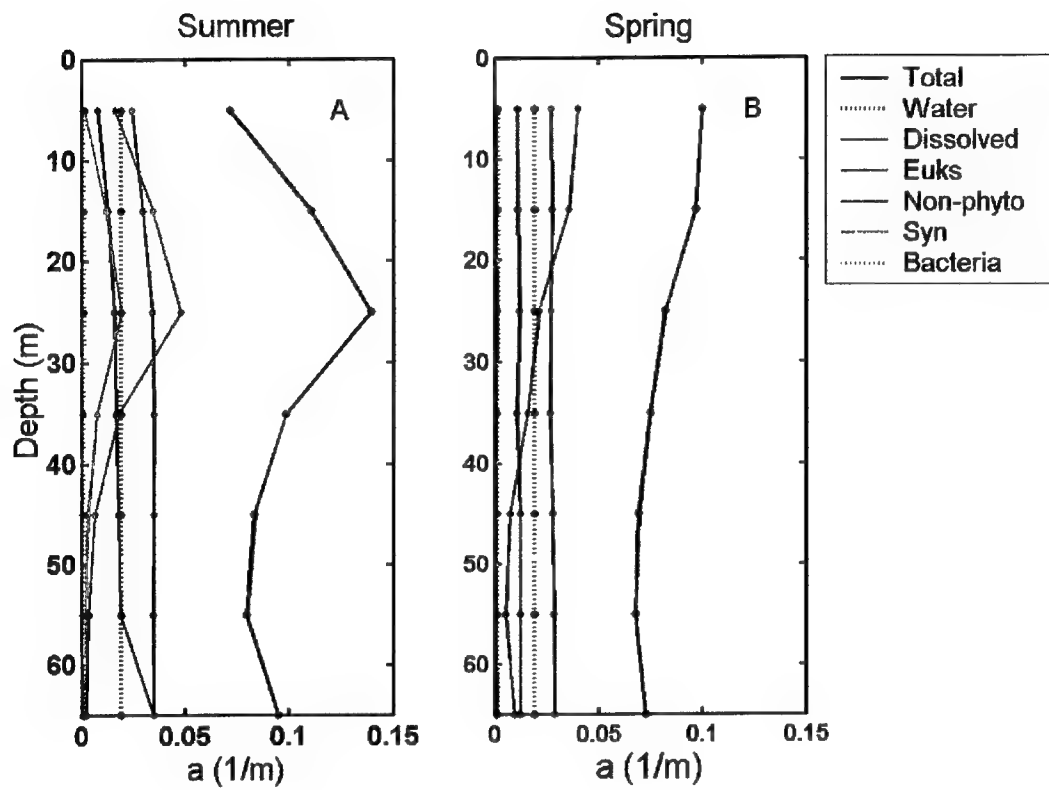 Summer
Spring
0
10
20
30
40
50
60
Depth (m)
A
0
0.05
0.1
0.15
a (1/m)
0
10
20
30
40
50
60
B
0
0.05
0.1
0.15
a (1/m)
Total
Water
Dissolved
Euks
Non-phyto
Syn
Bacteria